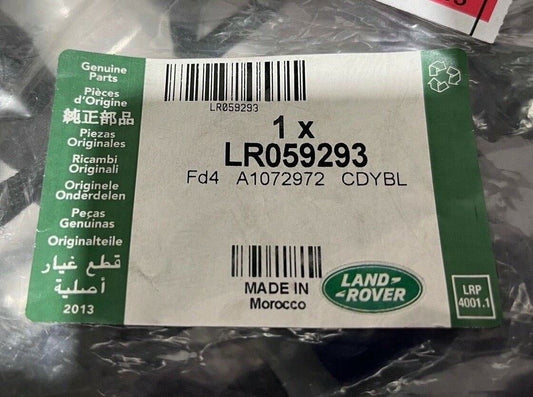 Genuine
Parts
Pièces
d'Origine
純正部品
Piezas
Originales
Ricambi
Originali
Originele
Onderdelen
Peças
Genuinas
Originalteile
قطع غيار
أصلية
2013
LR059293
1 x
LR059293
Fd4 A1072972 CDYBL
MADE IN
Morocco
LAND-
-ROVER
LRP
4001.1